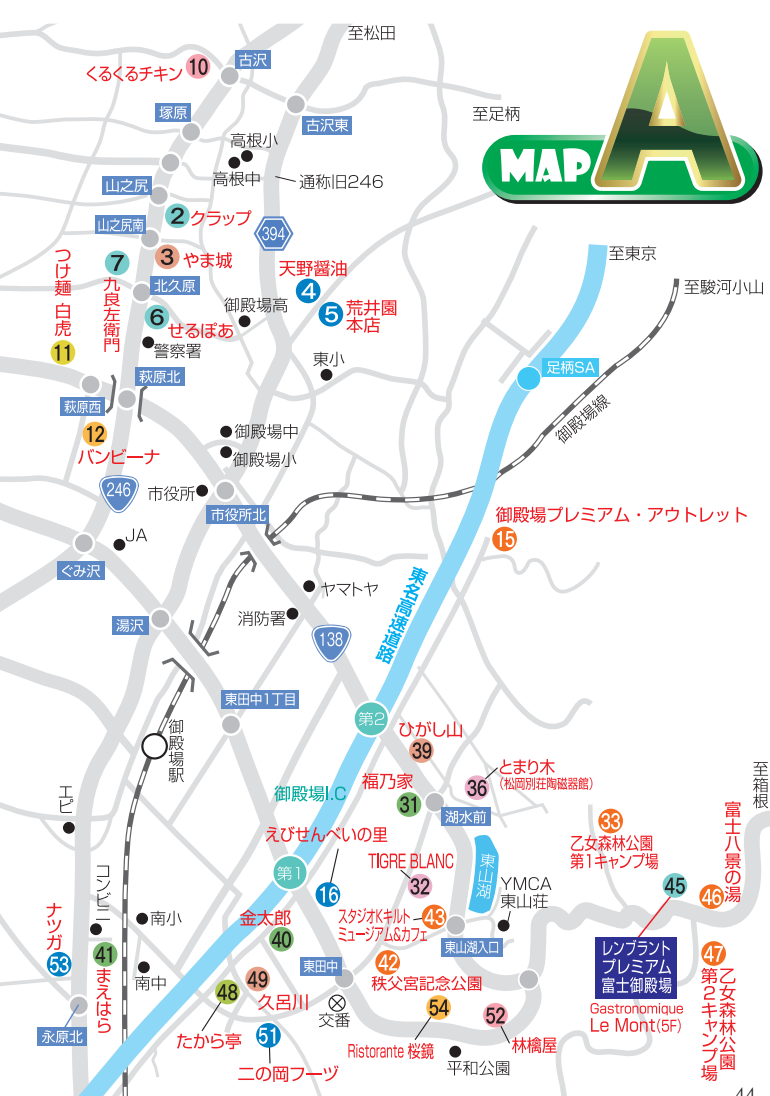 至松田
古沢
くるくるチキン
10
MAP A
塚原
古沢東
至足柄
高根小
高根中
通称旧246
山之尻
2
クラップ
山之尻南
394
3
やま城
至東京
7
九良左衛門
天野醤油
4
北久原
至駿河小山
つけ麺 白虎
11
御殿場高
5
荒井園
本店
6
せるぽあ
警察署
東小
足柄SA
萩原北
萩原西
御殿場線
12
バンビーナ
御殿場中
御殿場小
246
市役所
市役所北
御殿場プレミアム・アウトレット
15
JA
ぐみ沢
東名高速道路
ヤマトヤ
消防署
湯沢
138
東田中1丁目
第2
ひがし山
39
御殿場駅
とまり木
(松岡別荘陶磁器館)
36
至箱根
福乃家
31
御殿場I.C
エピ
湖水前
33
乙女森林公園
第1キャンプ場
富士八景の湯
46
えびせんべいの里
16
TIGRE BLANC
32
東山湖
第1
YMCA
東山荘
45
コンビニ
スタジオKキルト
ミュージアム&カフェ
43
ナツガ
53
南小
金太郎
40
東山湖入口
レンブラント
プレミアム
富士御殿場
47
乙女森林公園
第2キャンプ場
41
まえはら
南中
東田中
42
秩父宮記念公園
49
久呂川
48
たから亭
交番
54
Ristorante 桜鏡
52
林檎屋
Gastronomique
Le Mont(5F)
永原北
51
二の岡フーヅ
平和公園
44